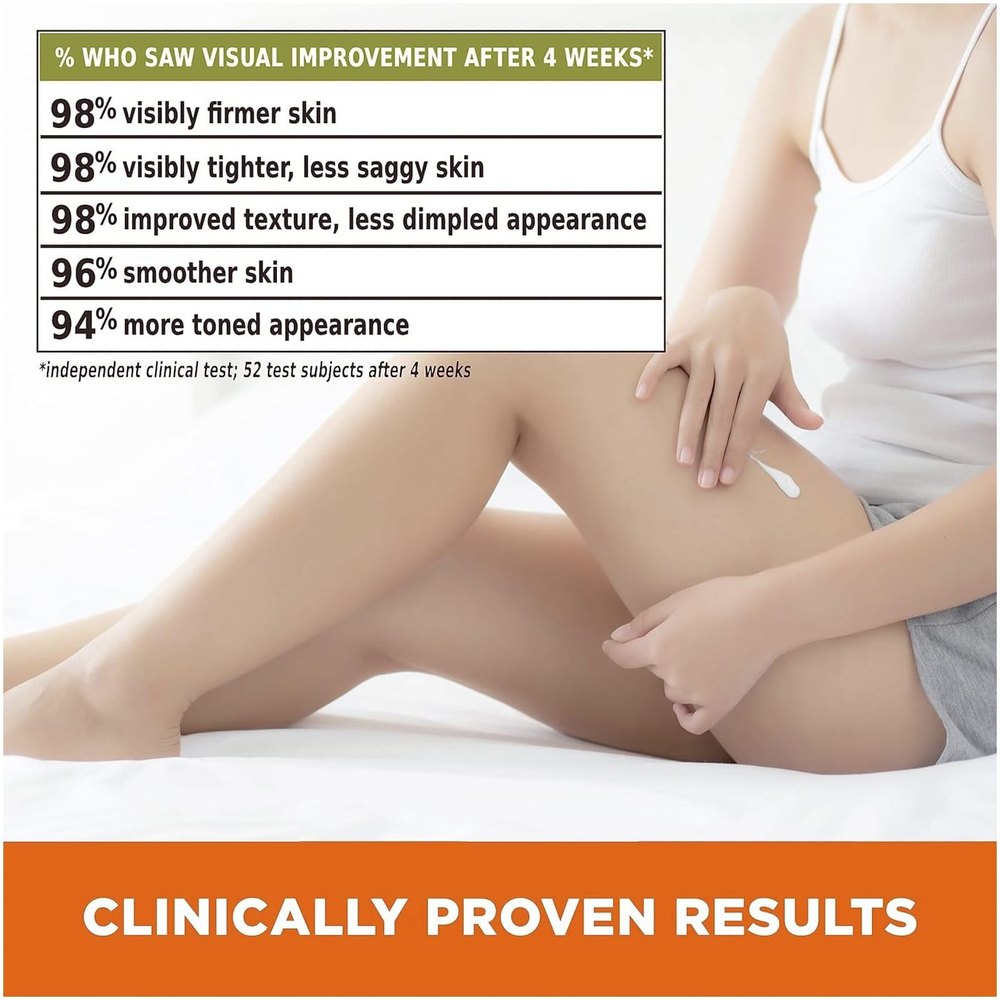 % WHO SAW VISUAL IMPROVEMENT AFTER 4 WEEKS*
98% visibly firmer skin
98% visibly tighter, less saggy skin
98% improved texture, less dimpled appearance
96% smoother skin
94% more toned appearance
*independent clinical test; 52 test subjects after 4 weeks
CLINICALLY PROVEN RESULTS